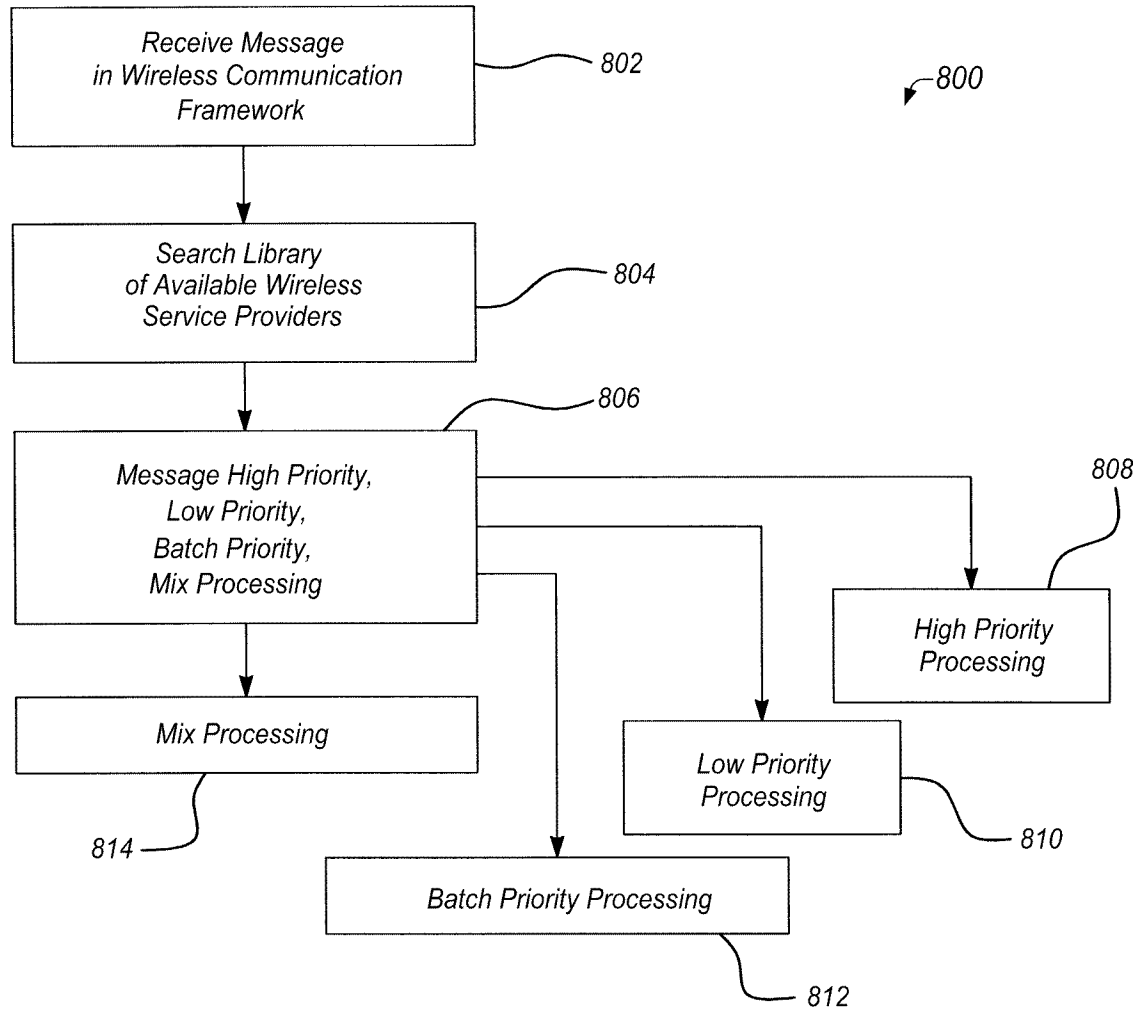 Receive Message
in Wireless Communication
Framework
802
800
Search Library
of Available Wireless
Service Providers
804
806
Message High Priority,
Low Priority,
Batch Priority,
Mix Processing
808
High Priority
Processing
Mix Processing
Low Priority
Processing
814
810
Batch Priority Processing
812